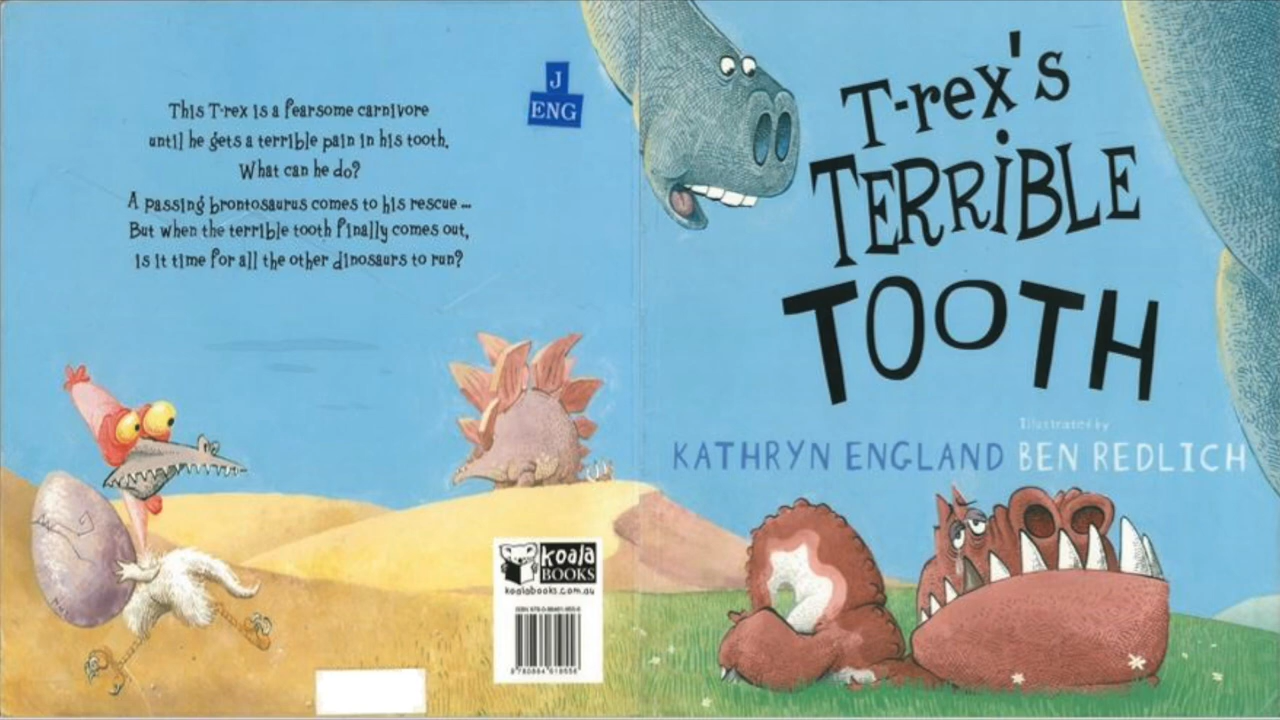 This T-rex is a fearsome carnivore
until he gets a terrible pain in his tooth.
What can he do?
A passing brontosaurus comes to his rescue ...
But when the terrible tooth finally comes out,
is it time for all the other dinosaurs to run?
J
ENG
koala
BOOKS
koalabooks.com.au
T-rex's
TERRiBLE
TOOTH
Illustrated by
KATHRYN ENGLAND BEN REDLICH